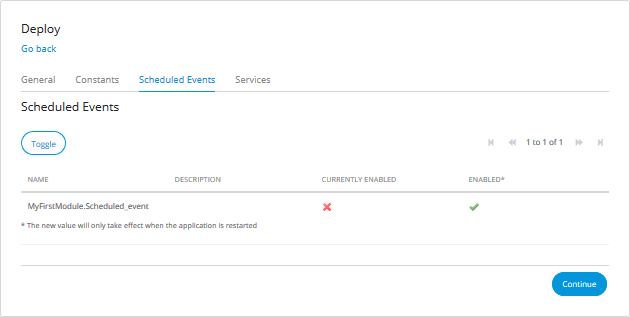 Deploy
Go back
General Constants Scheduled Events Services
Scheduled Events
Toggle 1 to 1 of 1
NAME DESCRIPTION CURRENTLY ENABLED ENABLED*
MyFirstModule.Scheduled_event
* The new value will only take effect when the application is restarted
Continue